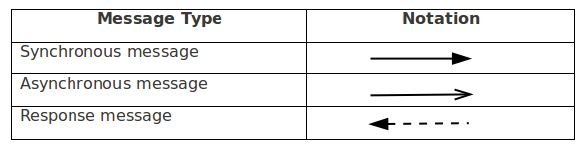 Message Type Notation
Synchronous message
Asynchronous message
Response message